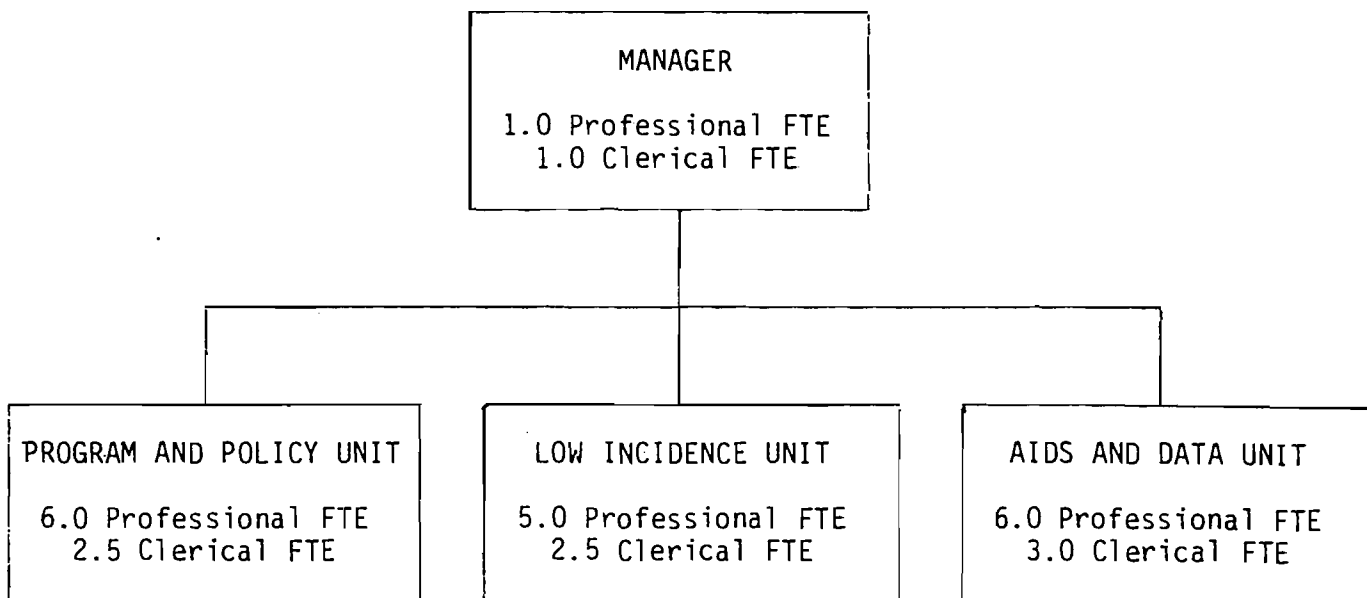 MANAGER
1.0 Professional FTE
1.0 Clerical FTE
PROGRAM AND POLICY UNIT
6.0 Professional FTE
2.5 Clerical FTE
LOW INCIDENCE UNIT
5.0 Professional FTE
2.5 Clerical FTE
AIDS AND DATA UNIT
6.0 Professional FTE
3.0 Clerical FTE